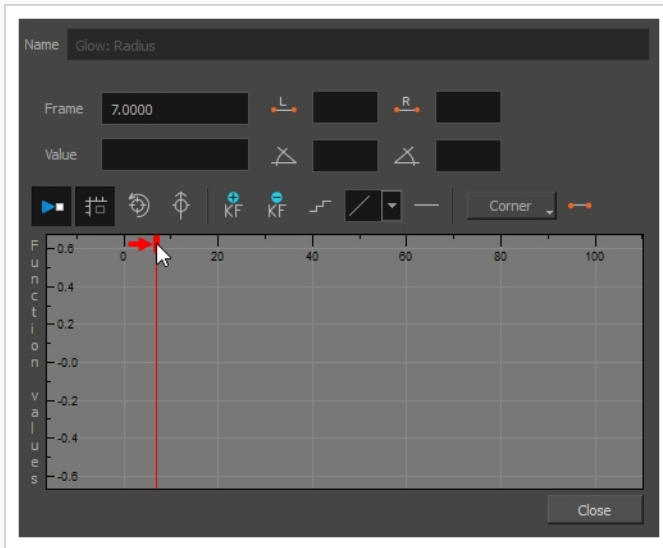 Name Glow: Radius
Frame 7.0000 L R
Value
KF KF Corner
Function values
0.6
0 20 40 60 80 100
0.4
0.2
-0.0
-0.2
-0.4
-0.6
Close